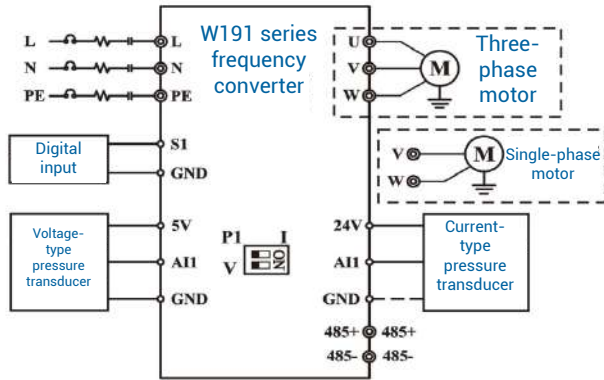 W191 series
frequency
converter
L
N
PE
L
N
PE
U
V
W
M
Three-
phase
motor
V
W
M
Single-phase
motor
Digital
input
S1
GND
Voltage-
type
pressure
transducer
5V
AI1
GND
P1 I
V
ON
24V
AI1
GND
Current-
type
pressure
transducer
485+ 485+
485- 485-